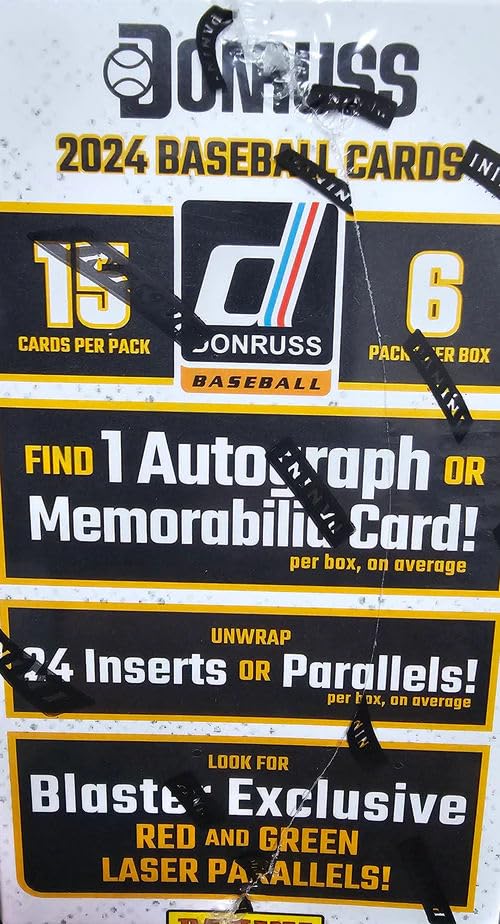 DONRUSS
2024 BASEBALL CARDS
15
CARDS PER PACK
d
DONRUSS
BASEBALL
6
PACKS PER BOX
FIND 1 Autograph OR
Memorabilia Card!
per box, on average
UNWRAP
24 Inserts OR Parallels!
per box, on average
LOOK FOR
Blaster Exclusive
RED AND GREEN
LASER PARALLELS!